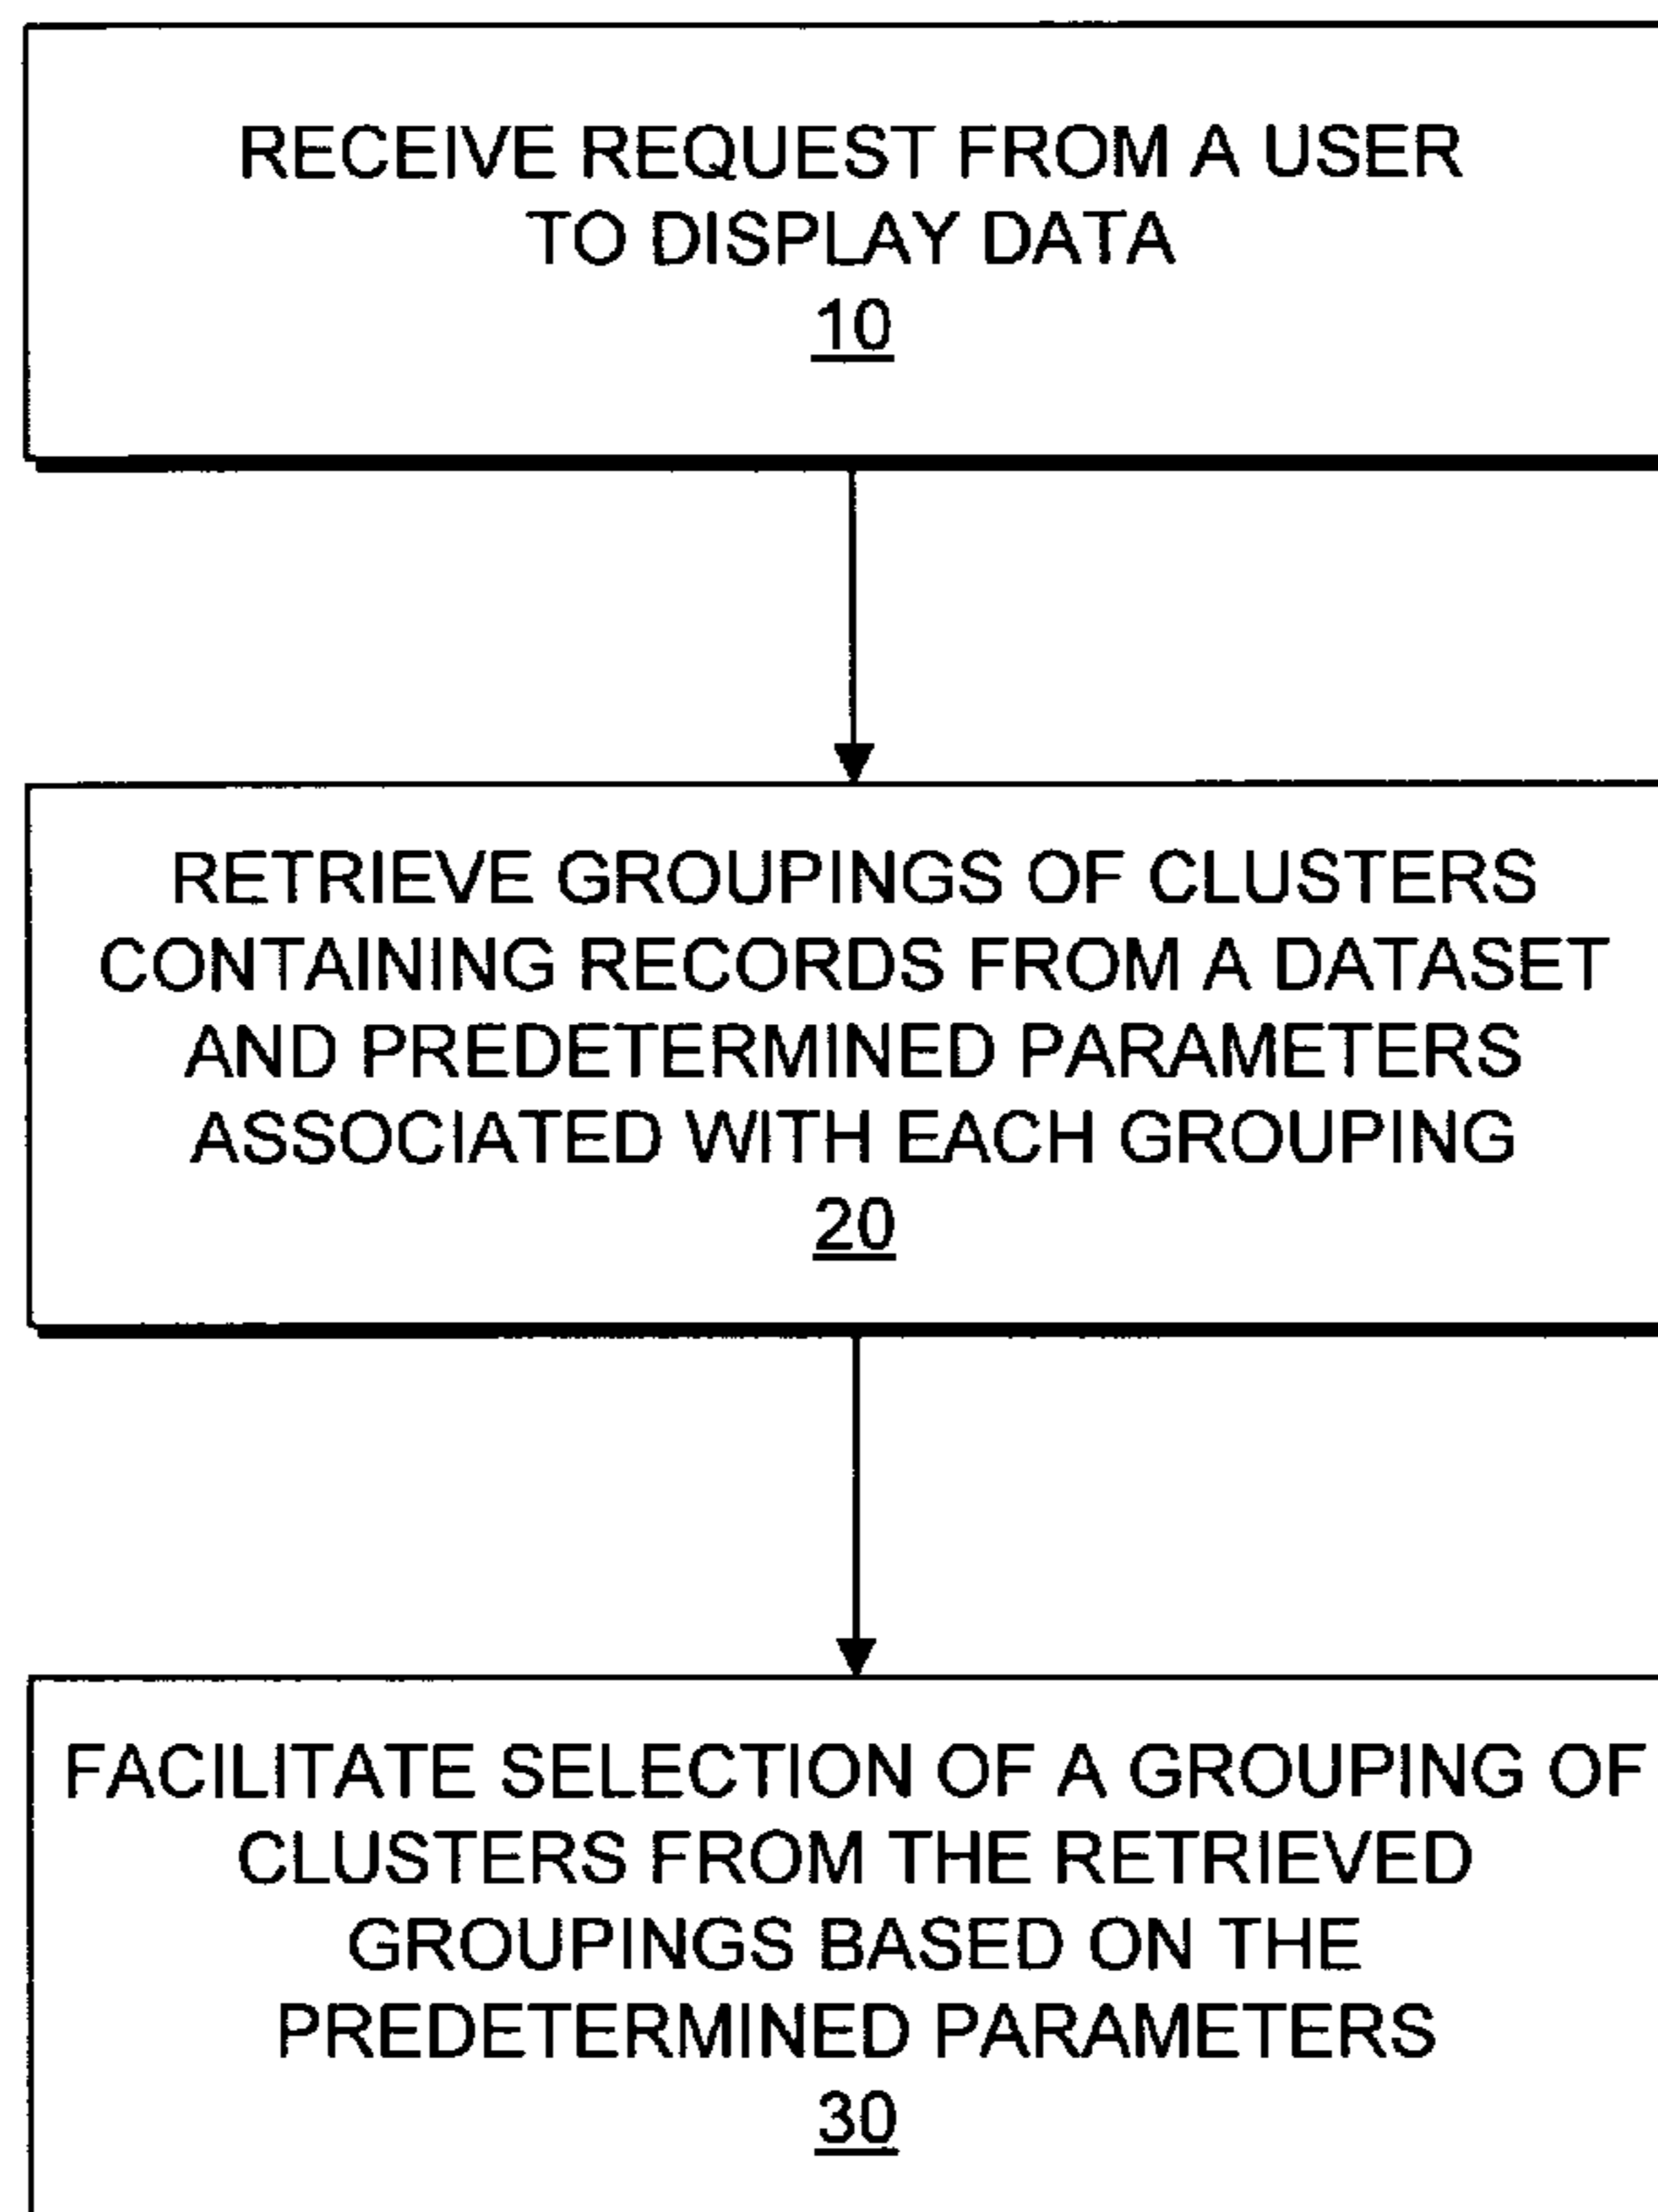 RECEIVE REQUEST FROM A USER
TO DISPLAY DATA
10
RETRIEVE GROUPINGS OF CLUSTERS
CONTAINING RECORDS FROM A DATASET
AND PREDETERMINED PARAMETERS
ASSOCIATED WITH EACH GROUPING
20
FACILITATE SELECTION OF A GROUPING OF
CLUSTERS FROM THE RETRIEVED
GROUPINGS BASED ON THE
PREDETERMINED PARAMETERS
30